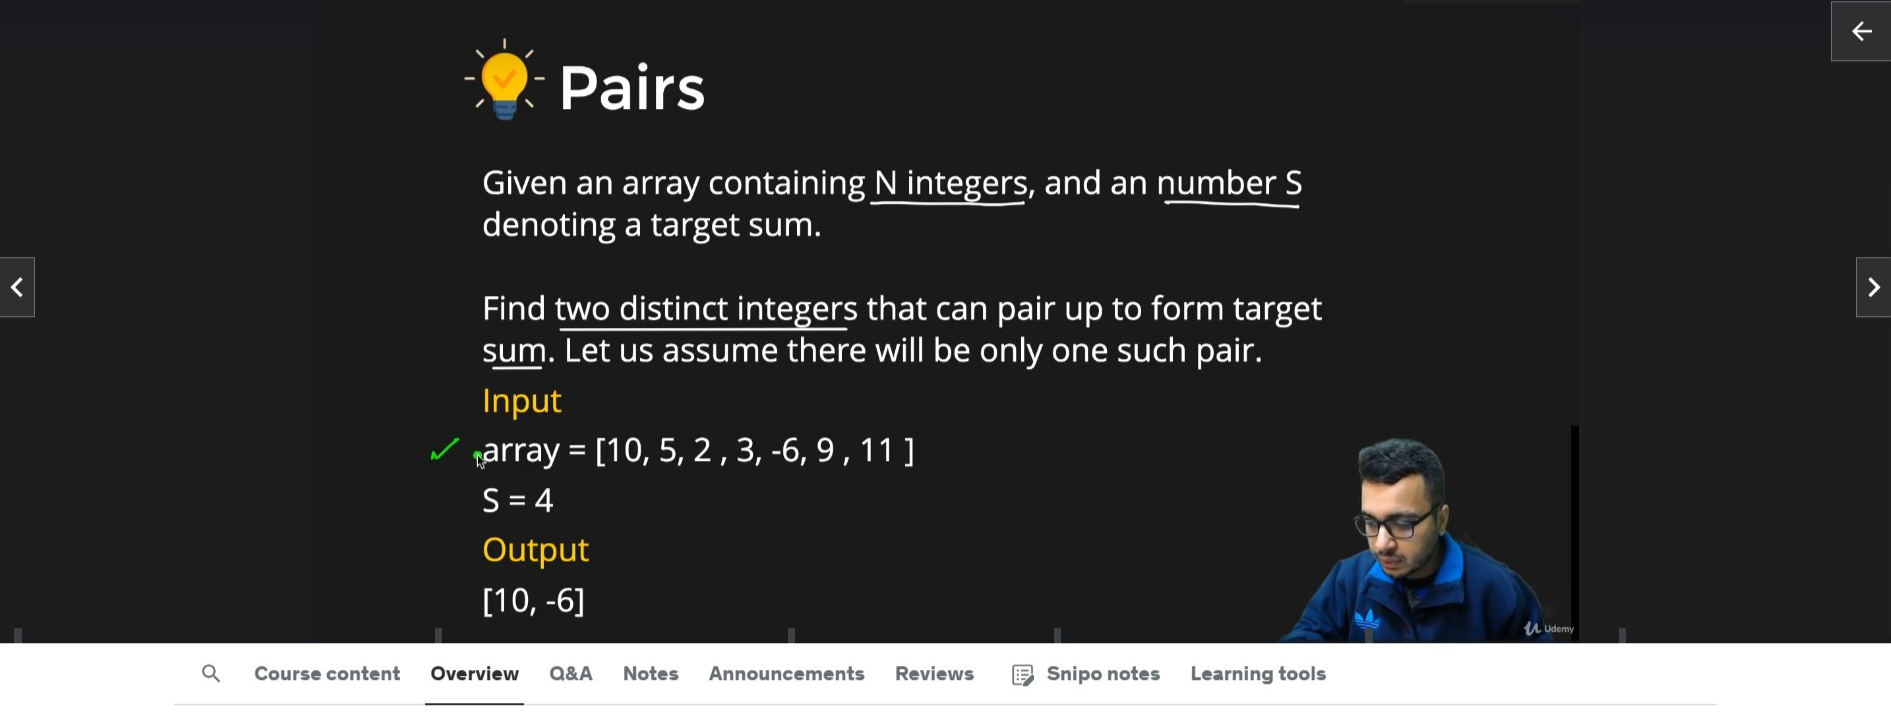 Pairs
Given an array containing N integers, and an number S
denoting a target sum.
Find two distinct integers that can pair up to form target
sum. Let us assume there will be only one such pair.
Input
array = [10, 5, 2 , 3, -6, 9 , 11 ]
S = 4
Output
[10, -6]
Udemy
Course content Overview Q&A Notes Announcements Reviews Snipo notes Learning tools